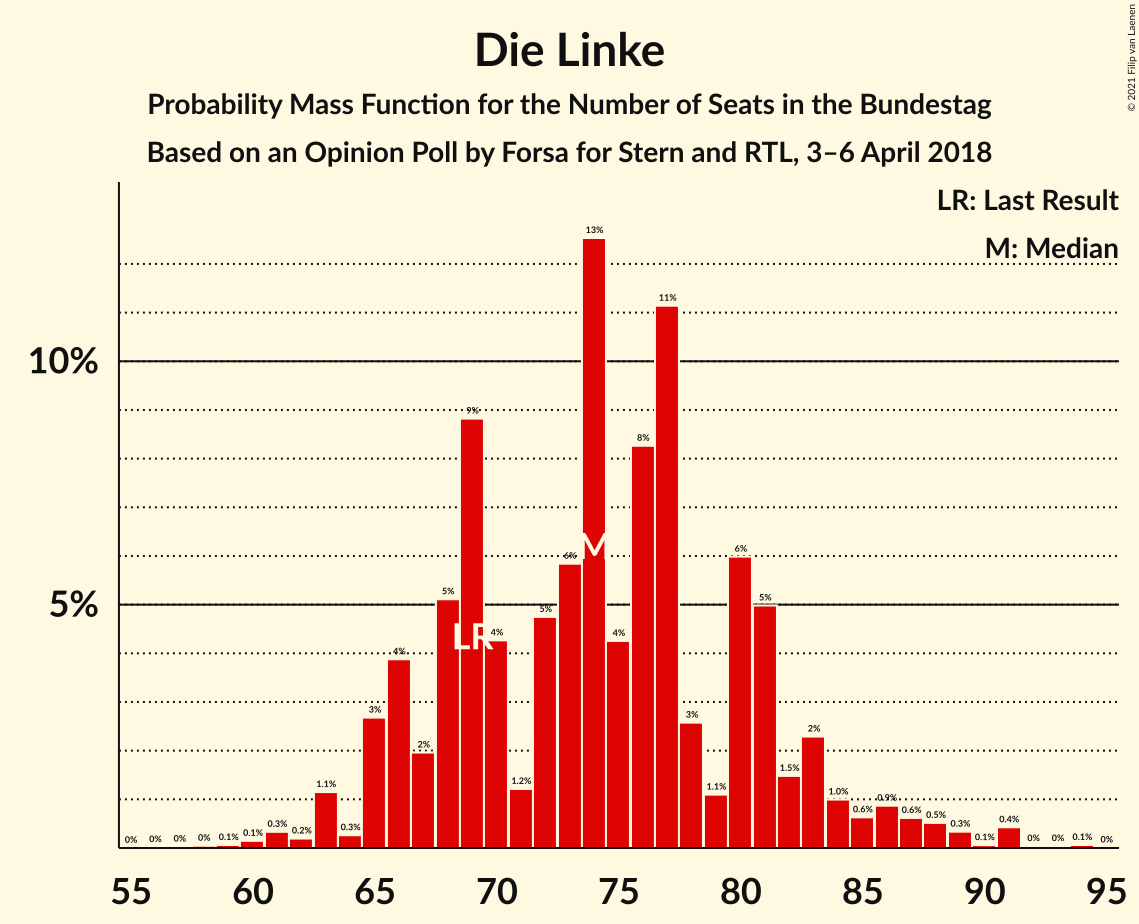 Die Linke
Probability Mass Function for the Number of Seats in the Bundestag
Based on an Opinion Poll by Forsa for Stern and RTL, 3–6 April 2018
© 2021 Filip van Laenen
LR: Last Result
M: Median
10%
5%
0% 0% 0% 0% 0.1% 0.1% 0.3% 0.2% 1.1% 0.3% 3% 4% 2% 5% 9% 4% 1.2% 5% 6% 13% 4% 8% 11% 3% 1.1% 6% 5% 1.5% 2% 1.0% 0.6% 0.9% 0.6% 0.5% 0.3% 0.1% 0.4% 0% 0% 0.1% 0%
LR
M
55 60 65 70 75 80 85 90 95